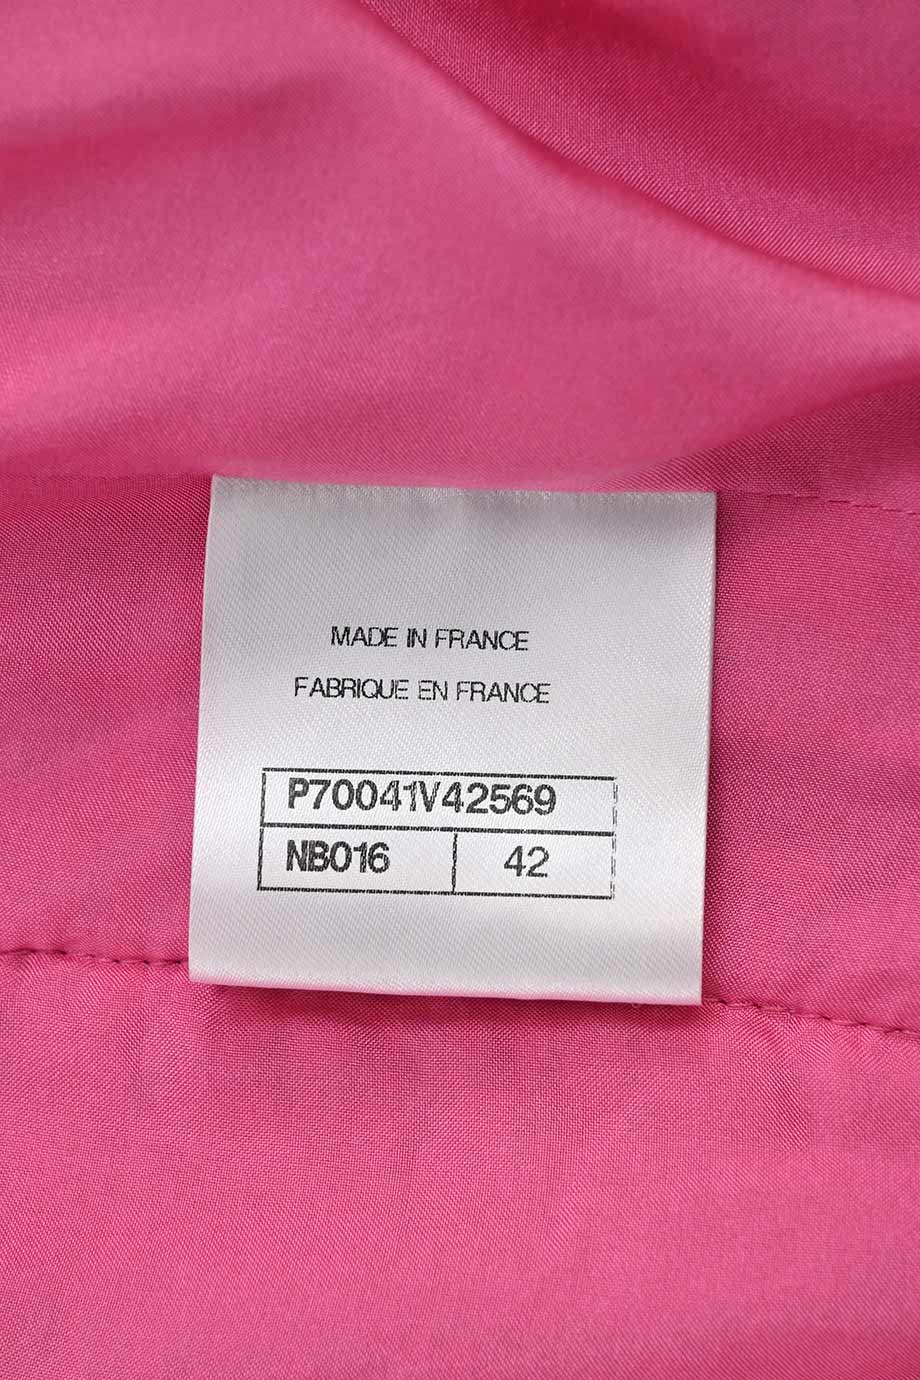 MADE IN FRANCE
FABRIQUE EN FRANCE
P70041V42569
NB016 42